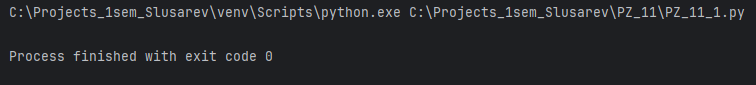 C:\Projects_1sem_Slusarev\venv\Scripts\python.exe C:\Projects_1sem_Slusarev\PZ_11\PZ_11_1.py
Process finished with exit code 0